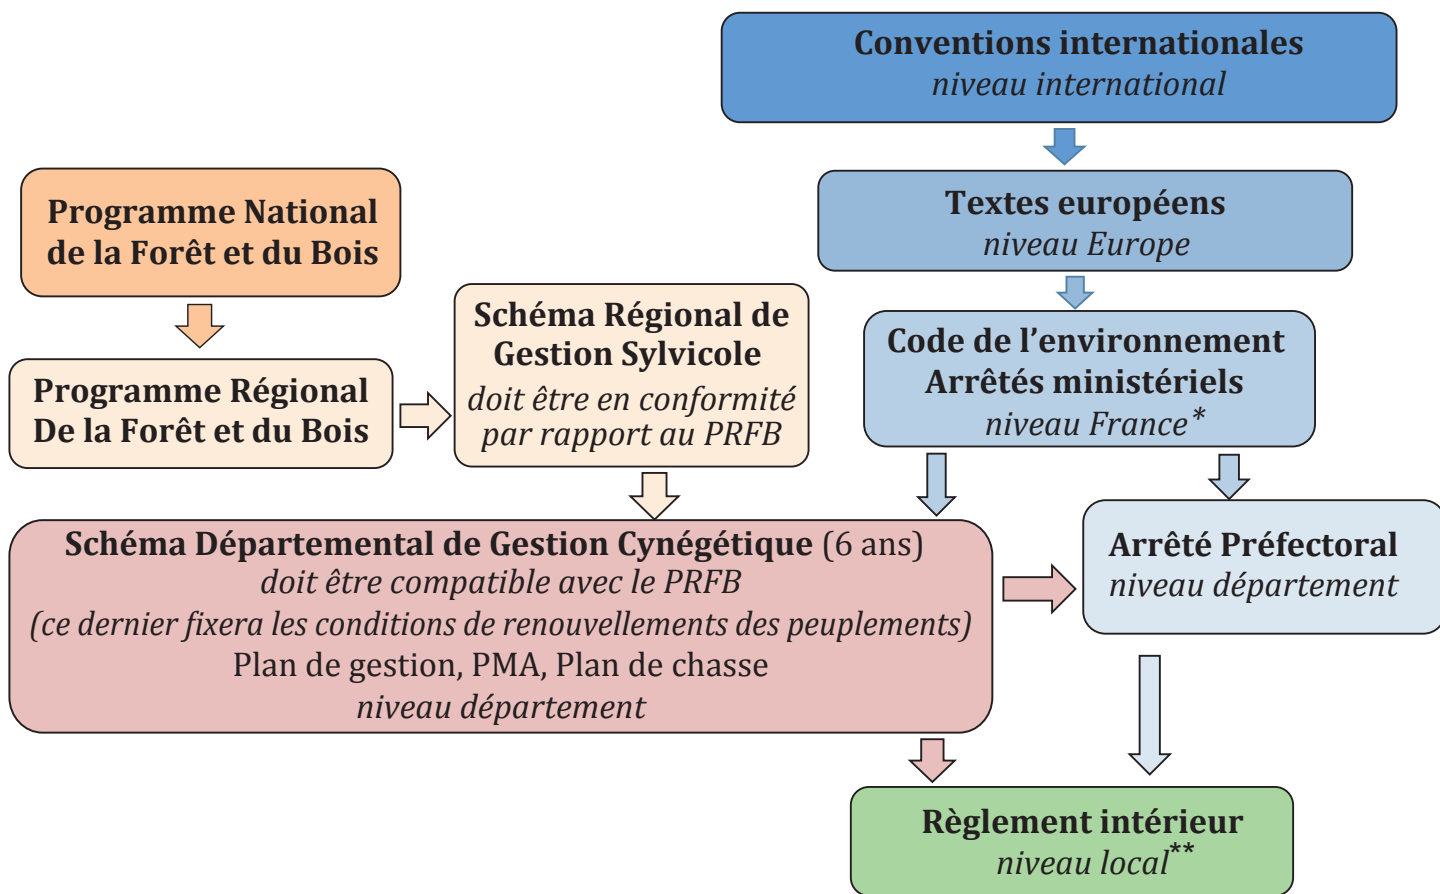 Conventions internationales
niveau international
Textes européens
niveau Europe
Programme National
de la Forêt et du Bois
Schéma Régional de
Gestion Sylvicole
doit être en conformité
par rapport au PRFB
Code de l'environnement
Arrêtés ministériels
niveau France*
Programme Régional
De la Forêt et du Bois
Schéma Départemental de Gestion Cynégétique (6 ans)
doit être compatible avec le PRFB
(ce dernier fixera les conditions de renouvellements des peuplements)
Plan de gestion, PMA, Plan de chasse
niveau département
Arrêté Préfectoral
niveau département
Règlement intérieur
niveau local**